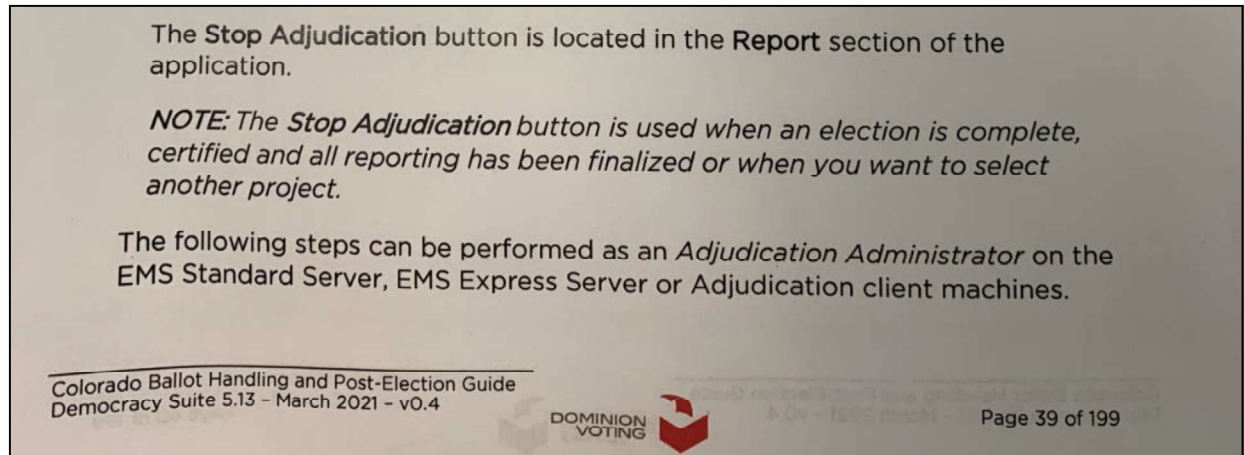 The Stop Adjudication button is located in the Report section of the
application.
NOTE: The Stop Adjudication button is used when an election is complete,
certified and all reporting has been finalized or when you want to select
another project.
The following steps can be performed as an Adjudication Administrator on the
EMS Standard Server, EMS Express Server or Adjudication client machines.
Colorado Ballot Handling and Post-Election Guide
Democracy Suite 5.13 – March 2021 – v0.4
DOMINION
VOTING
Page 39 of 199